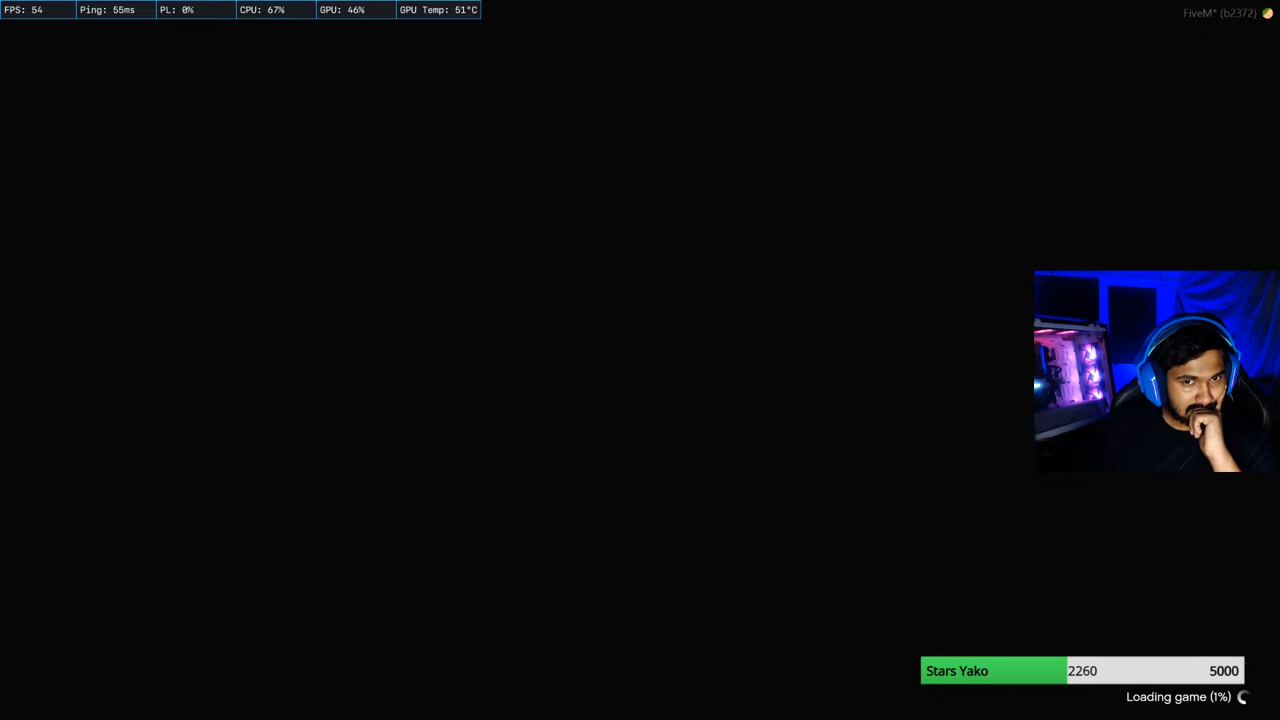 FPS: 54 Ping: 55ms PL: 0% CPU: 67% GPU: 46% GPU Temp: 51°C
FiveM* (b2372)
Stars Yako 2260 5000
Loading game (1%)